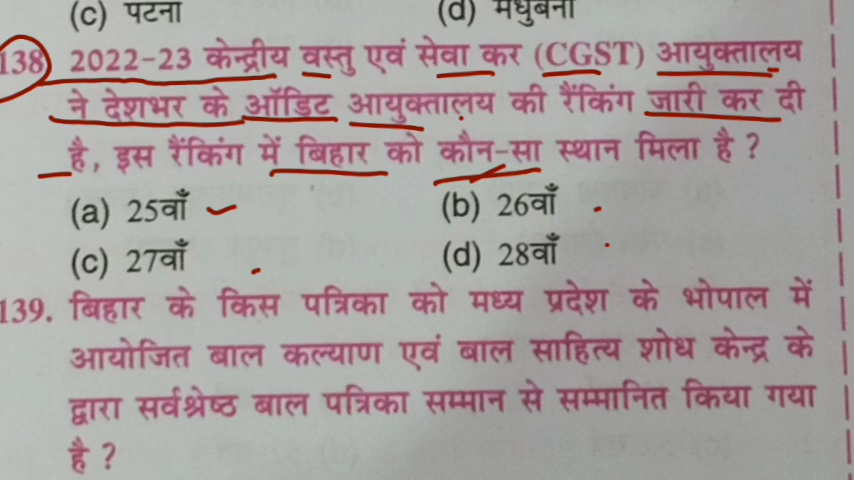 (c) पटना (d) मधुबनी
138 2022-23 केन्द्रीय वस्तु एवं सेवा कर (CGST) आयुक्तालय
ने देशभर के ऑडिट आयुक्तालय की रैंकिंग जारी कर दी
है, इस रैंकिंग में बिहार को कौन-सा स्थान मिला है ?
(a) 25वाँ (b) 26वाँ
(c) 27वाँ (d) 28वाँ
139. बिहार के किस पत्रिका को मध्य प्रदेश के भोपाल में
आयोजित बाल कल्याण एवं बाल साहित्य शोध केन्द्र के
द्वारा सर्वश्रेष्ठ बाल पत्रिका सम्मान से सम्मानित किया गया
है ?